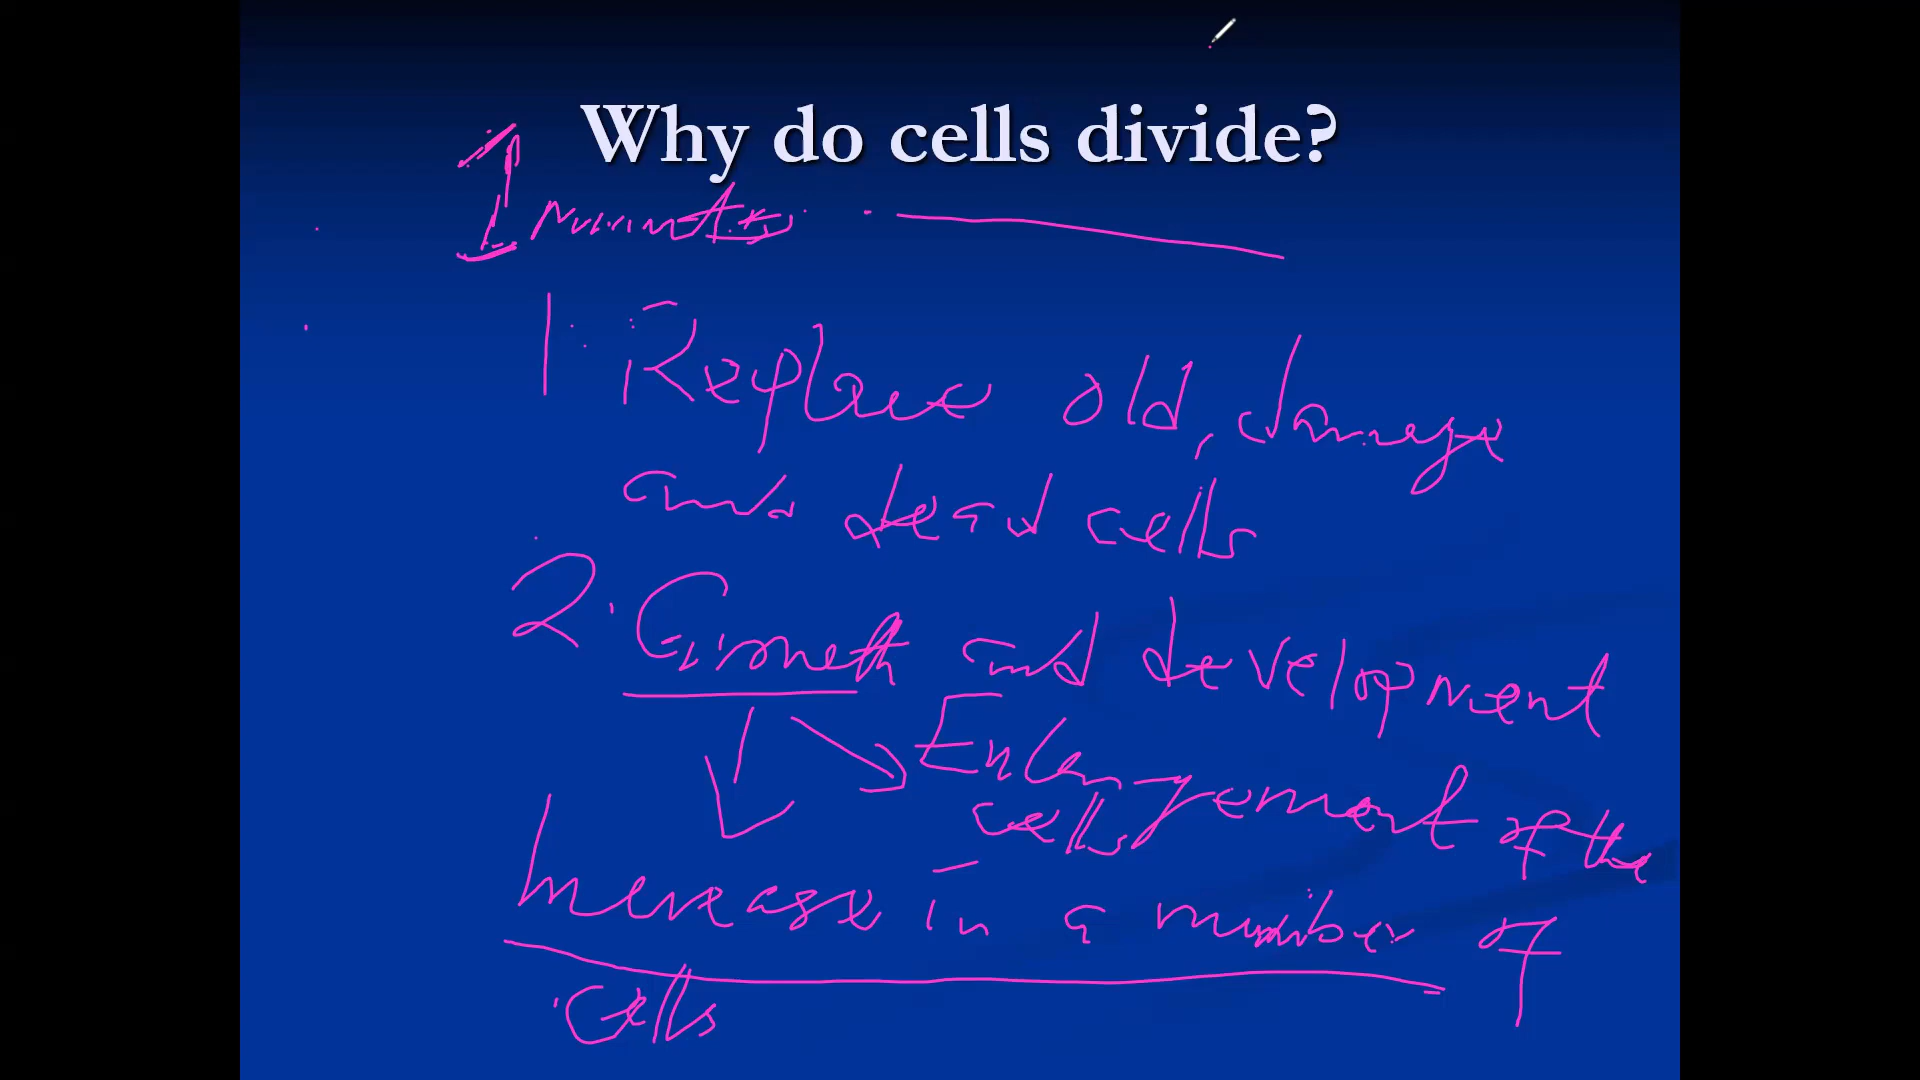 Why do cells divide?
1. Replace old, damage
and dead cells
2. Growth and development
Enlargement of the
cells
Increase in a number of
cells